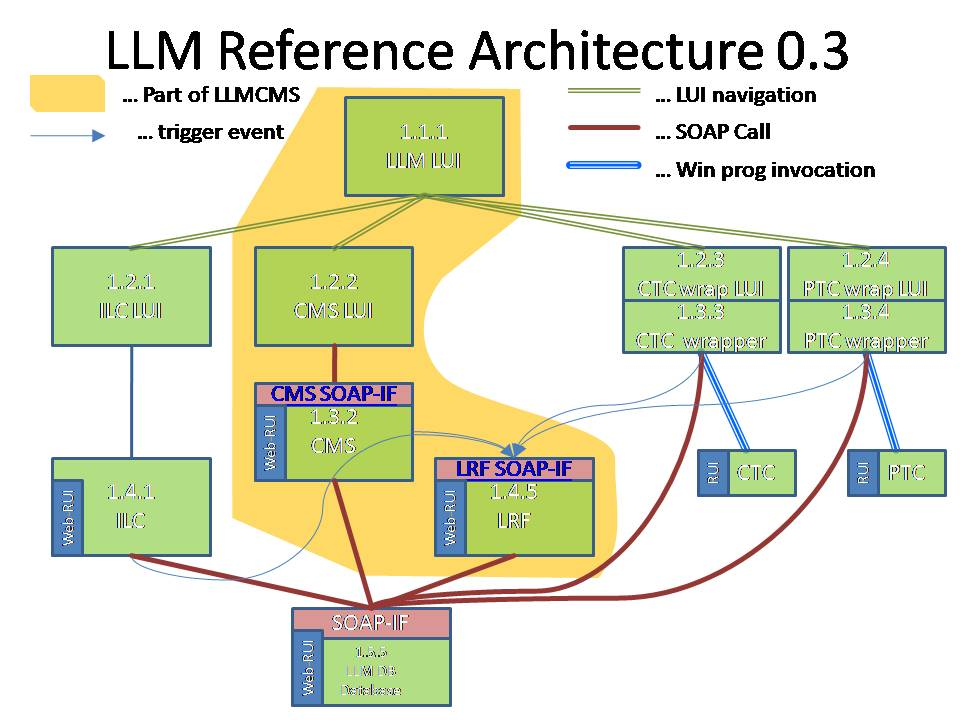 LLM Reference Architecture 0.3
... Part of LLMCMS
... trigger event
... LUI navigation
... SOAP Call
... Win prog invocation
1.1.1
LLM LUI
1.2.1
ILC LUI
1.2.2
CMS LUI
1.2.3
CTC wrap LUI
1.3.3
CTC wrapper
1.2.4
PTC wrap LUI
1.3.4
PTC wrapper
CMS SOAP-IF
Web-RUI
1.3.2
CMS
Web-RUI
1.4.1
ILC
LRF SOAP-IF
Web-RUI
1.4.5
LRF
RUI
CTC
RUI
PTC
SOAP-IF
Web-RUI
1.5.5
LLM DB
Database